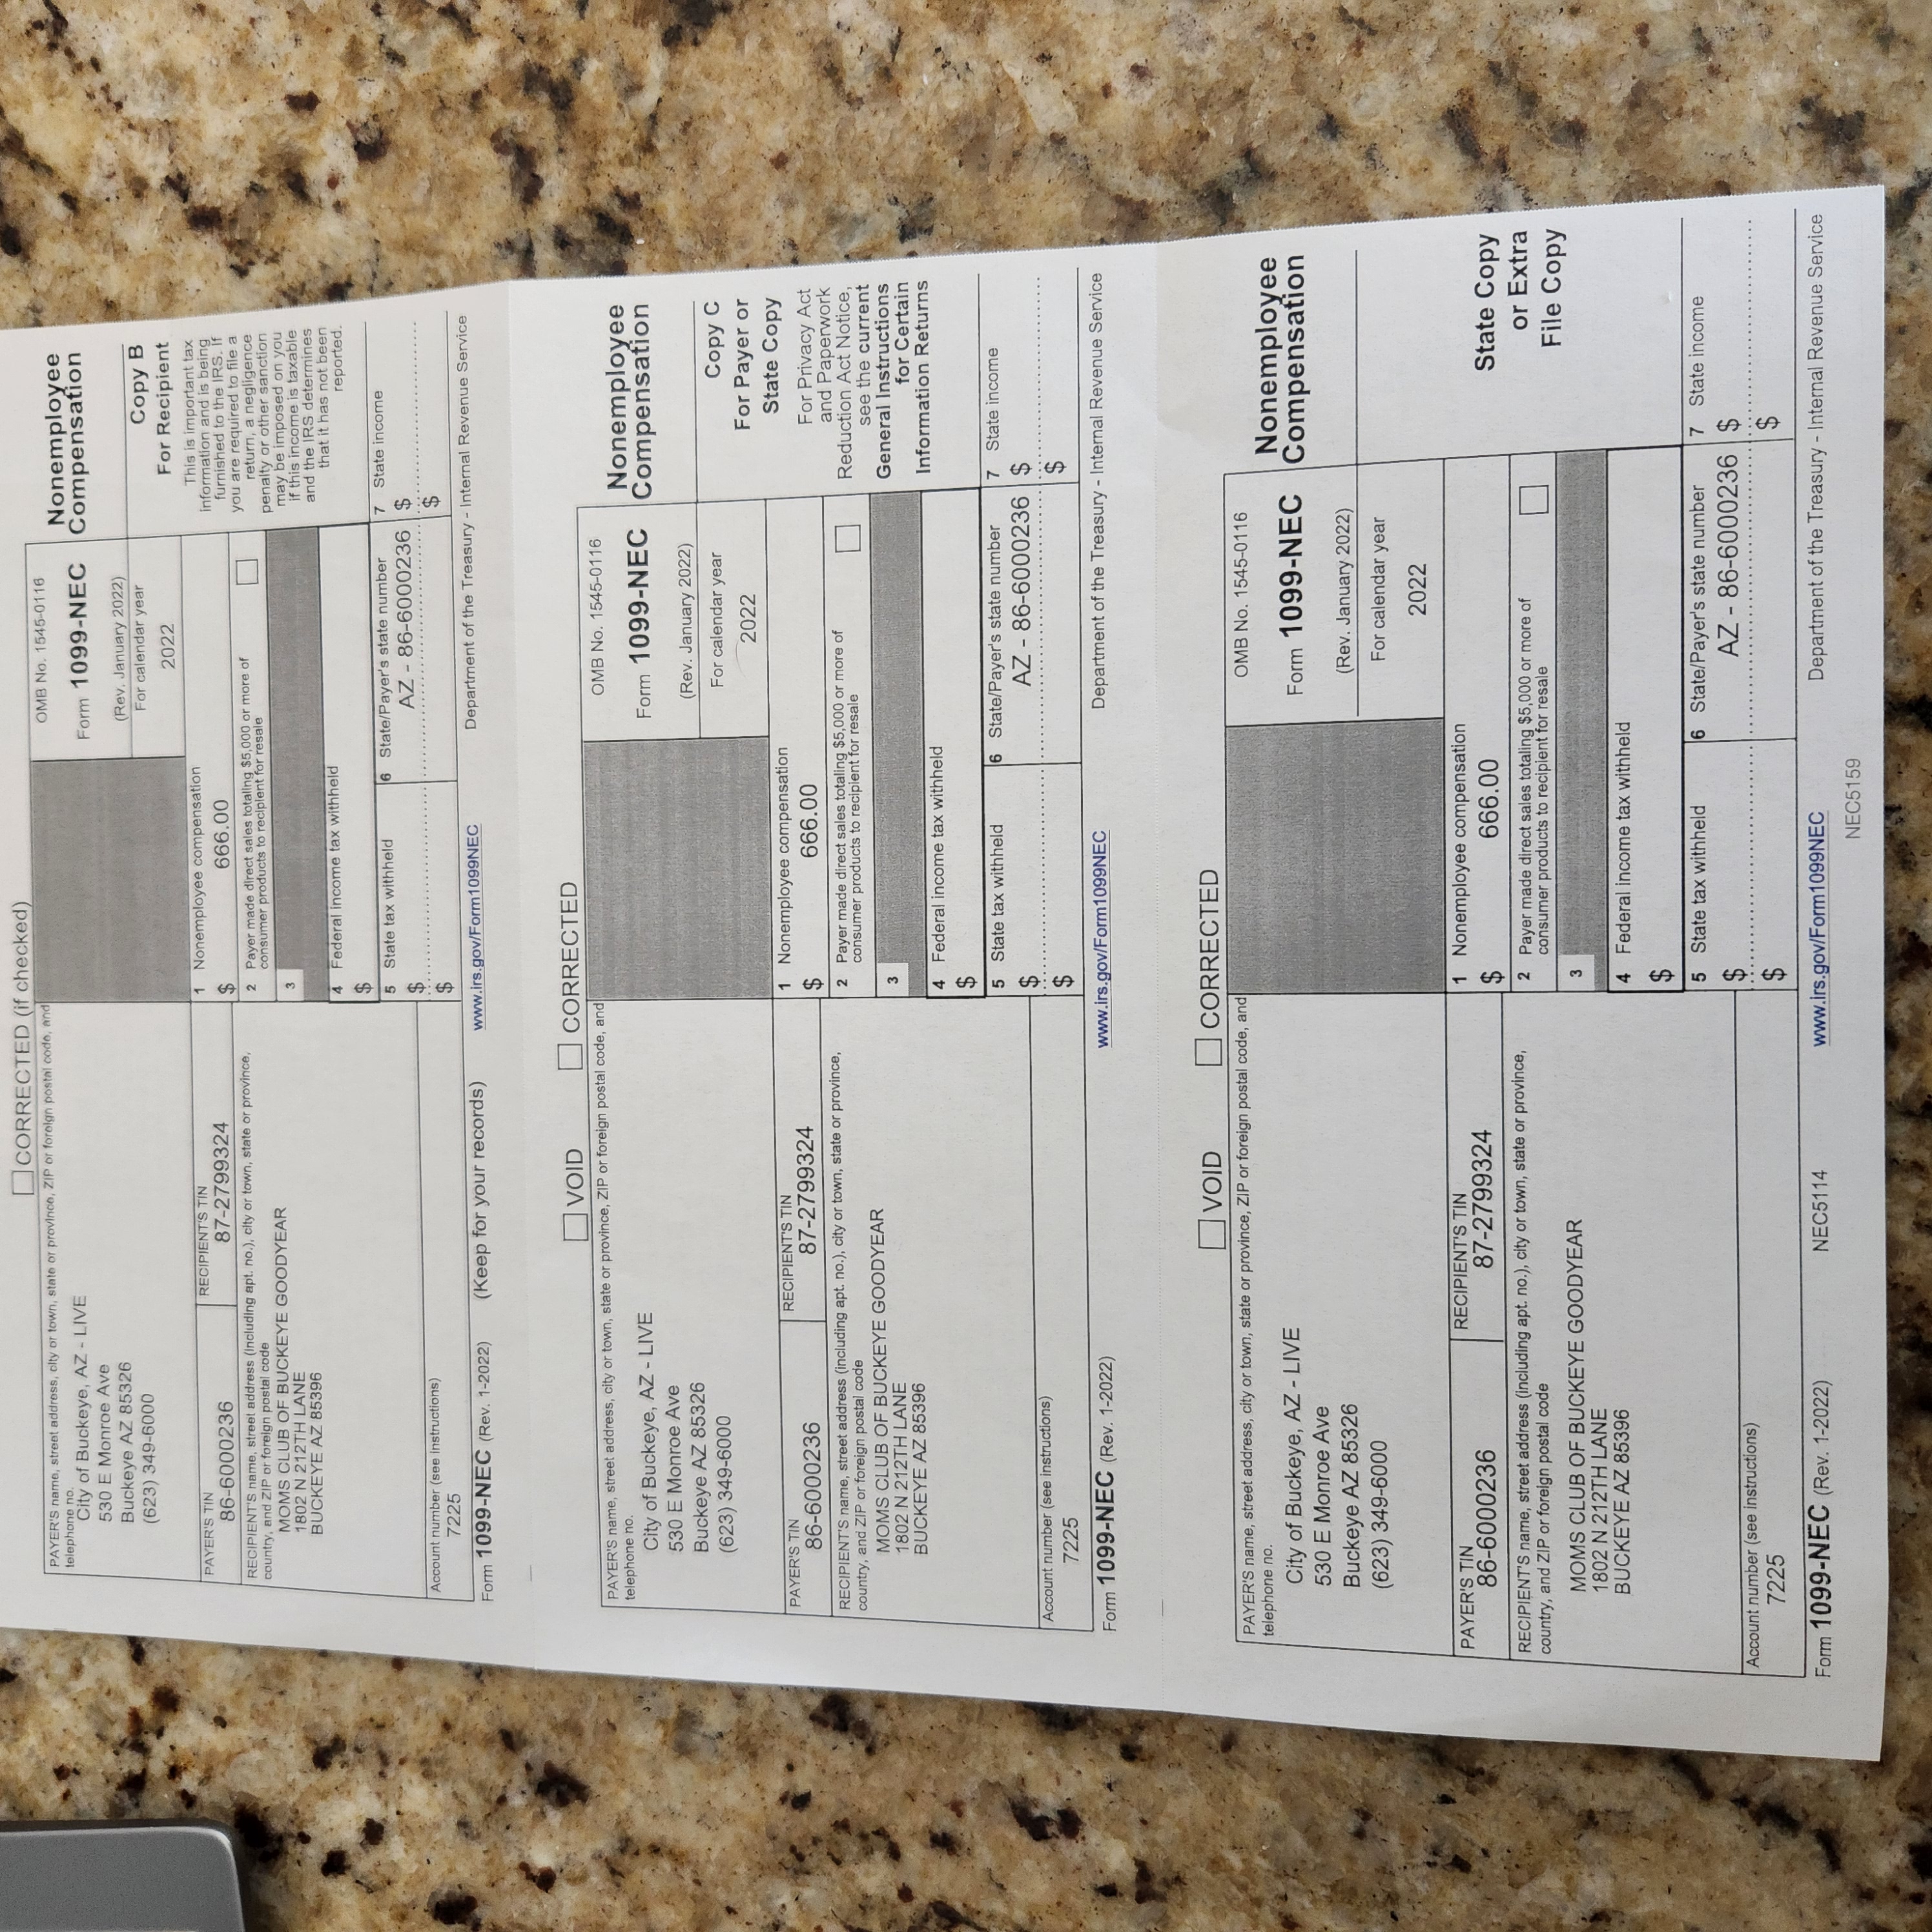 CORRECTED (if checked)
PAYER'S name, street address, city or town, state or province, ZIP or foreign postal code, and
telephone no.
City of Buckeye, AZ - LIVE
530 E Monroe Ave
Buckeye AZ 85326
(623) 349-6000
OMB No. 1545-0116
Form 1099-NEC
(Rev. January 2022)
For calendar year
2022
Nonemployee
Compensation
Copy B
For Recipient
This is important tax
information and is being
furnished to the IRS. If
you are required to file a
return, a negligence
penalty or other sanction
may be imposed on you
if this income is taxable
and the IRS determines
that it has not been
reported.
PAYER'S TIN
86-6000236
RECIPIENT'S TIN
87-2799324
1 Nonemployee compensation
$ 666.00
RECIPIENT'S name, street address (including apt. no.), city or town, state or province,
country, and ZIP or foreign postal code
MOMS CLUB OF BUCKEYE GOODYEAR
1802 N 212TH LANE
BUCKEYE AZ 85396
2 Payer made direct sales totaling $5,000 or more of
consumer products to recipient for resale
3
4 Federal income tax withheld
$
5 State tax withheld
$
$
6 State/Payer's state number
AZ - 86-6000236
7 State income
$
$
Account number (see instructions)
7225
Form 1099-NEC (Rev. 1-2022) (Keep for your records) www.irs.gov/Form1099NEC Department of the Treasury - Internal Revenue Service
VOID CORRECTED
PAYER'S name, street address, city or town, state or province, ZIP or foreign postal code, and
telephone no.
City of Buckeye, AZ - LIVE
530 E Monroe Ave
Buckeye AZ 85326
(623) 349-6000
OMB No. 1545-0116
Form 1099-NEC
(Rev. January 2022)
For calendar year
2022
Nonemployee
Compensation
Copy C
For Payer or
State Copy
For Privacy Act
and Paperwork
Reduction Act Notice,
see the current
General Instructions
for Certain
Information Returns
PAYER'S TIN
86-6000236
RECIPIENT'S TIN
87-2799324
1 Nonemployee compensation
$ 666.00
RECIPIENT'S name, street address (including apt. no.), city or town, state or province,
country, and ZIP or foreign postal code
MOMS CLUB OF BUCKEYE GOODYEAR
1802 N 212TH LANE
BUCKEYE AZ 85396
2 Payer made direct sales totaling $5,000 or more of
consumer products to recipient for resale
3
4 Federal income tax withheld
$
5 State tax withheld
$
$
6 State/Payer's state number
AZ - 86-6000236
7 State income
$
$
Account number (see instructions)
7225
Form 1099-NEC (Rev. 1-2022) www.irs.gov/Form1099NEC Department of the Treasury - Internal Revenue Service
VOID CORRECTED
PAYER'S name, street address, city or town, state or province, ZIP or foreign postal code, and
telephone no.
City of Buckeye, AZ - LIVE
530 E Monroe Ave
Buckeye AZ 85326
(623) 349-6000
OMB No. 1545-0116
Form 1099-NEC
(Rev. January 2022)
For calendar year
2022
Nonemployee
Compensation
State Copy
or Extra
File Copy
PAYER'S TIN
86-6000236
RECIPIENT'S TIN
87-2799324
1 Nonemployee compensation
$ 666.00
RECIPIENT'S name, street address (including apt. no.), city or town, state or province,
country, and ZIP or foreign postal code
MOMS CLUB OF BUCKEYE GOODYEAR
1802 N 212TH LANE
BUCKEYE AZ 85396
2 Payer made direct sales totaling $5,000 or more of
consumer products to recipient for resale
3
4 Federal income tax withheld
$
5 State tax withheld
$
$
6 State/Payer's state number
AZ - 86-6000236
7 State income
$
$
Account number (see instructions)
7225
Form 1099-NEC (Rev. 1-2022) NEC5114 www.irs.gov/Form1099NEC Department of the Treasury - Internal Revenue Service
NEC5159